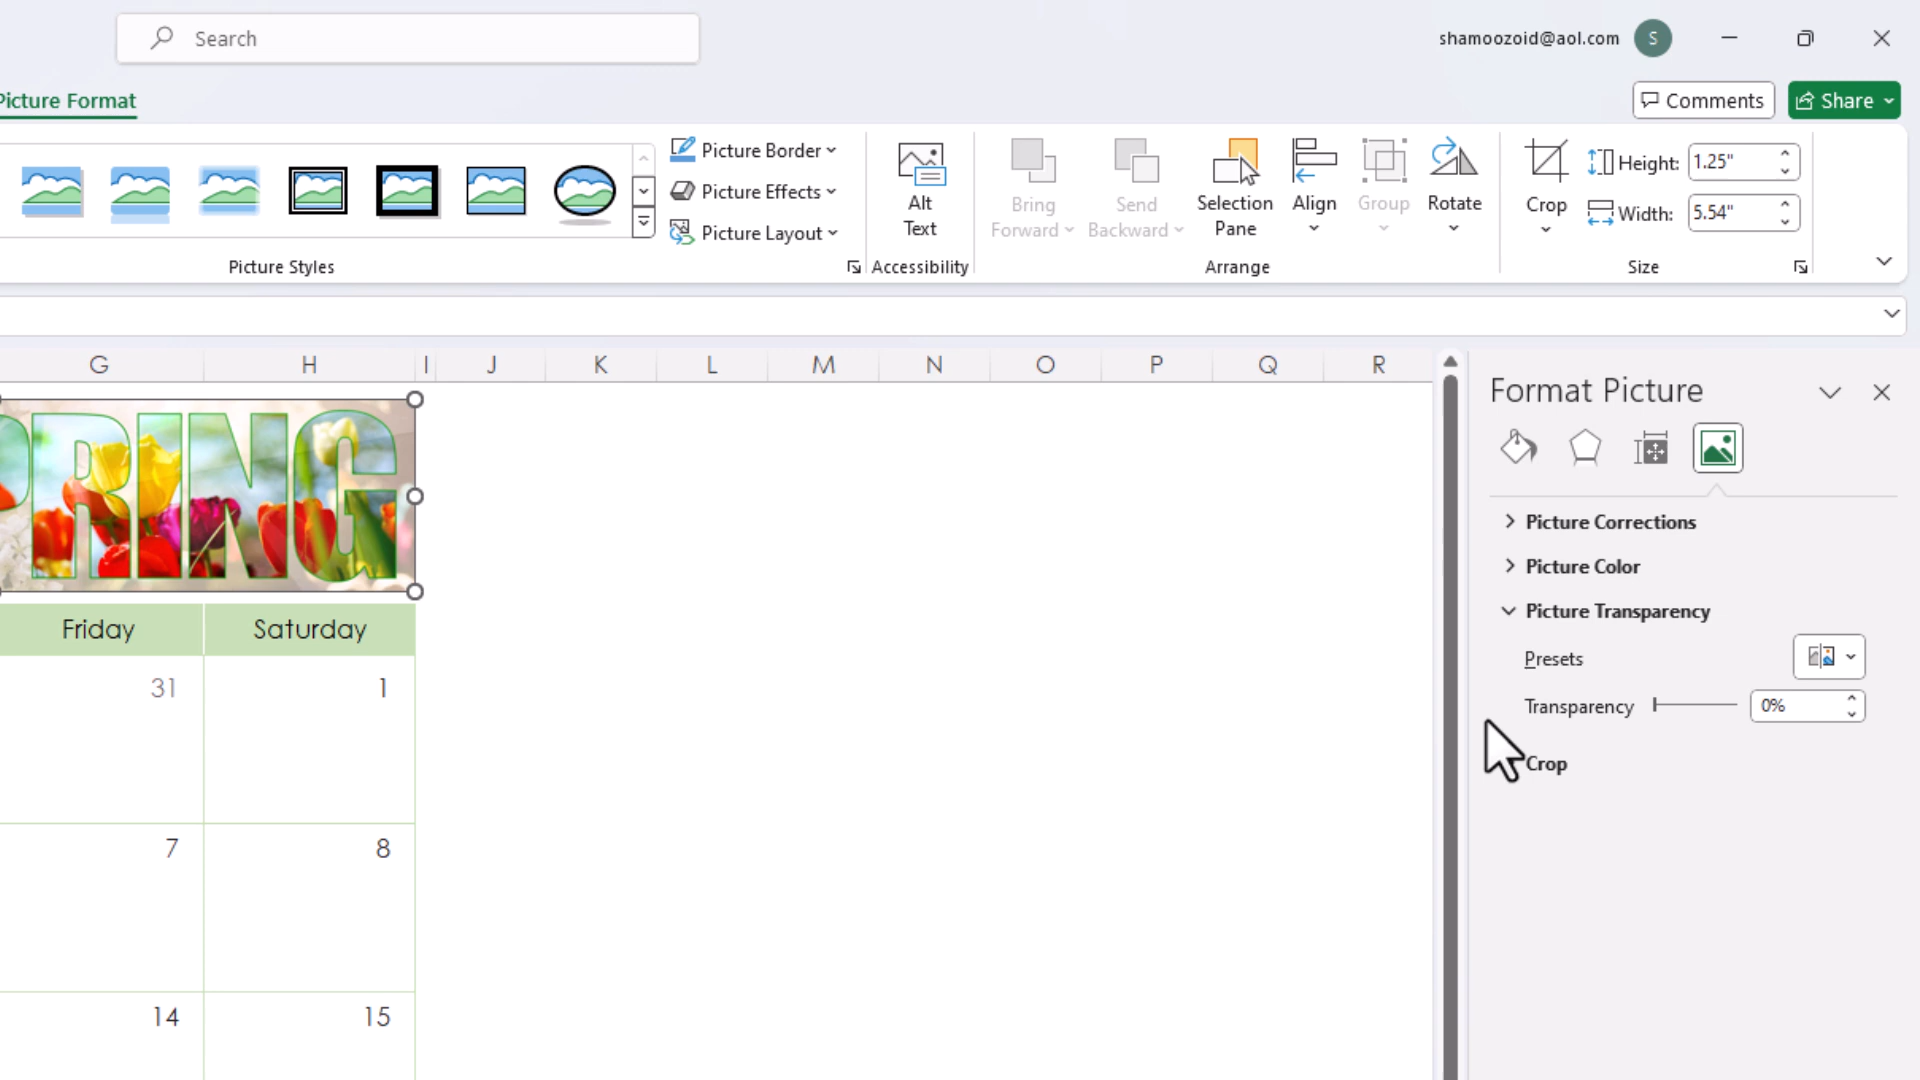 Search
shamoozoid@aol.com
S
Picture Format
Comments
Share
Picture Border
Picture Effects
Picture Layout
Alt
Text
Bring
Forward
Send
Backward
Selection
Pane
Align
Group
Rotate
Crop
Height:
1.25"
Width:
5.54"
Picture Styles
Accessibility
Arrange
Size
G
H
I
J
K
L
M
N
O
P
Q
R
PRING
Friday
Saturday
31
1
7
8
14
15
Format Picture
Picture Corrections
Picture Color
Picture Transparency
Presets
Transparency
0%
Crop